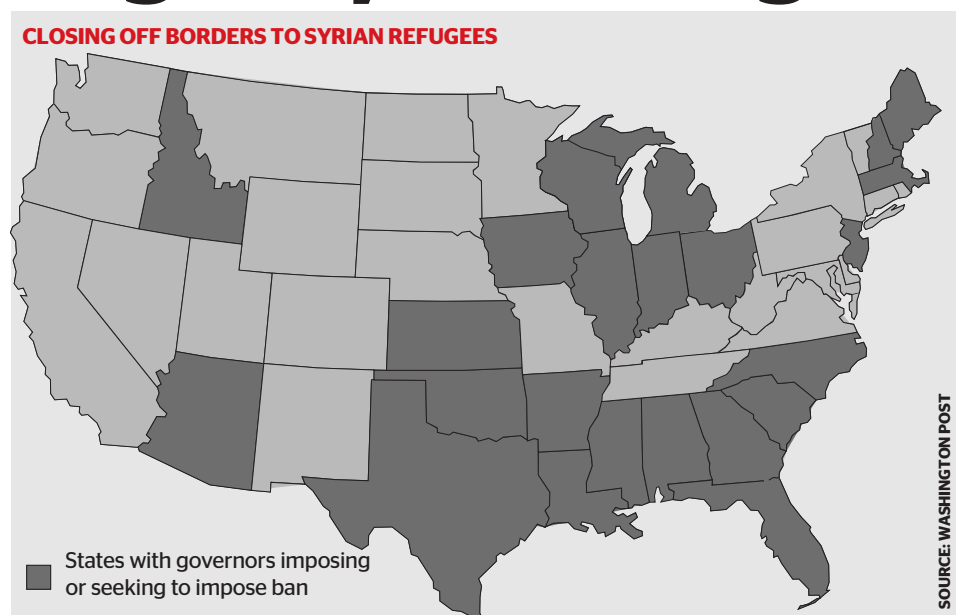 CLOSING OFF BORDERS TO SYRIAN REFUGEES
States with governors imposing
or seeking to impose ban
SOURCE: WASHINGTON POST